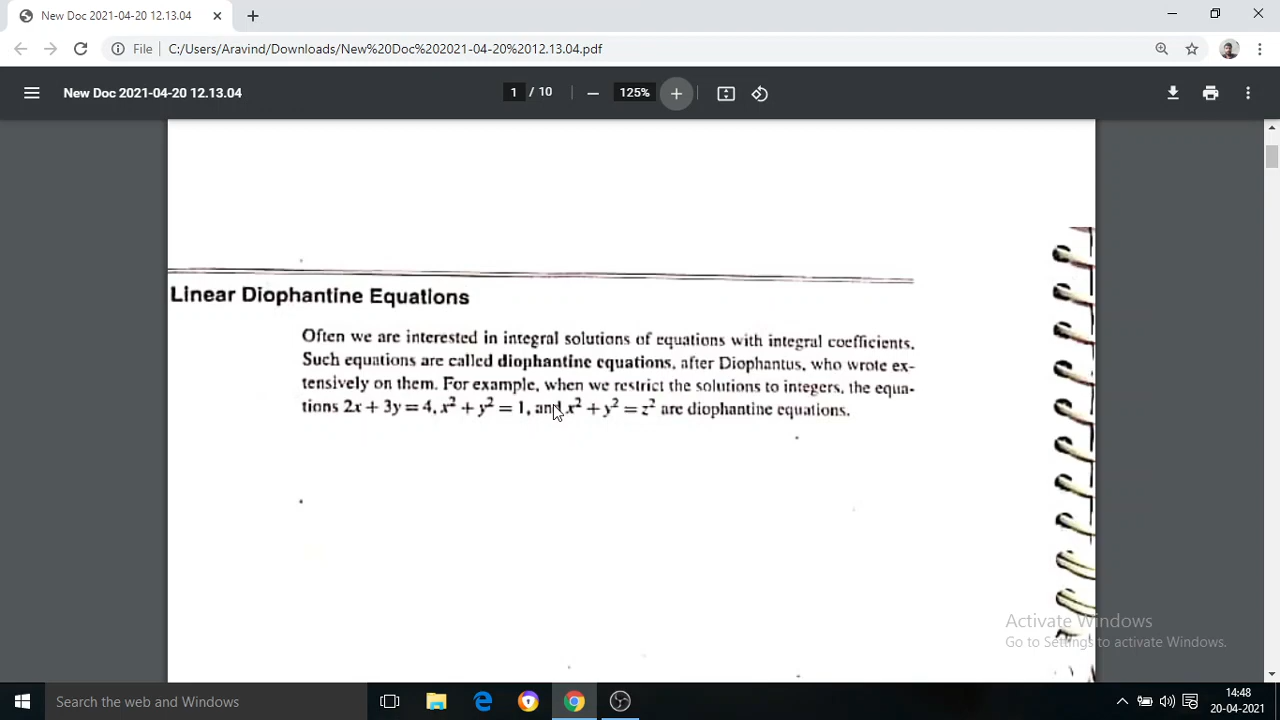 New Doc 2021-04-20 12.13.04
File C:/Users/Aravind/Downloads/New%20Doc%202021-04-20%2012.13.04.pdf
New Doc 2021-04-20 12.13.04
1 / 10
125%
Linear Diophantine Equations
Often we are interested in integral solutions of equations with integral coefficients.
Such equations are called diophantine equations, after Diophantus, who wrote ex-
tensively on them. For example, when we restrict the solutions to integers, the equa-
tions 2x + 3y = 4, x² + y² = 1, and x² + y² = z² are diophantine equations.
Activate Windows
Go to Settings to activate Windows.
Search the web and Windows
14:48
20-04-2021